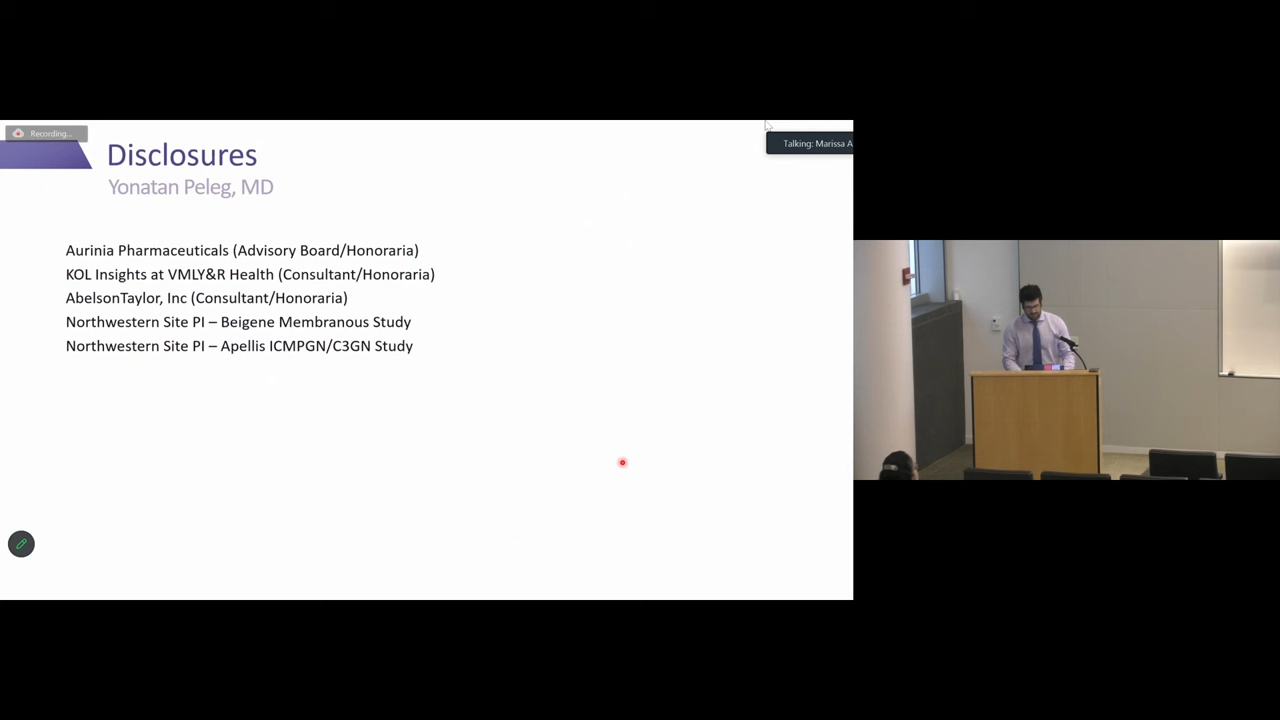 Recording...
Talking: Marissa A
Disclosures
Yonatan Peleg, MD
Aurinia Pharmaceuticals (Advisory Board/Honoraria)
KOL Insights at VMLY&R Health (Consultant/Honoraria)
AbelsonTaylor, Inc (Consultant/Honoraria)
Northwestern Site PI – Beigene Membranous Study
Northwestern Site PI – Apellis ICMPGN/C3GN Study